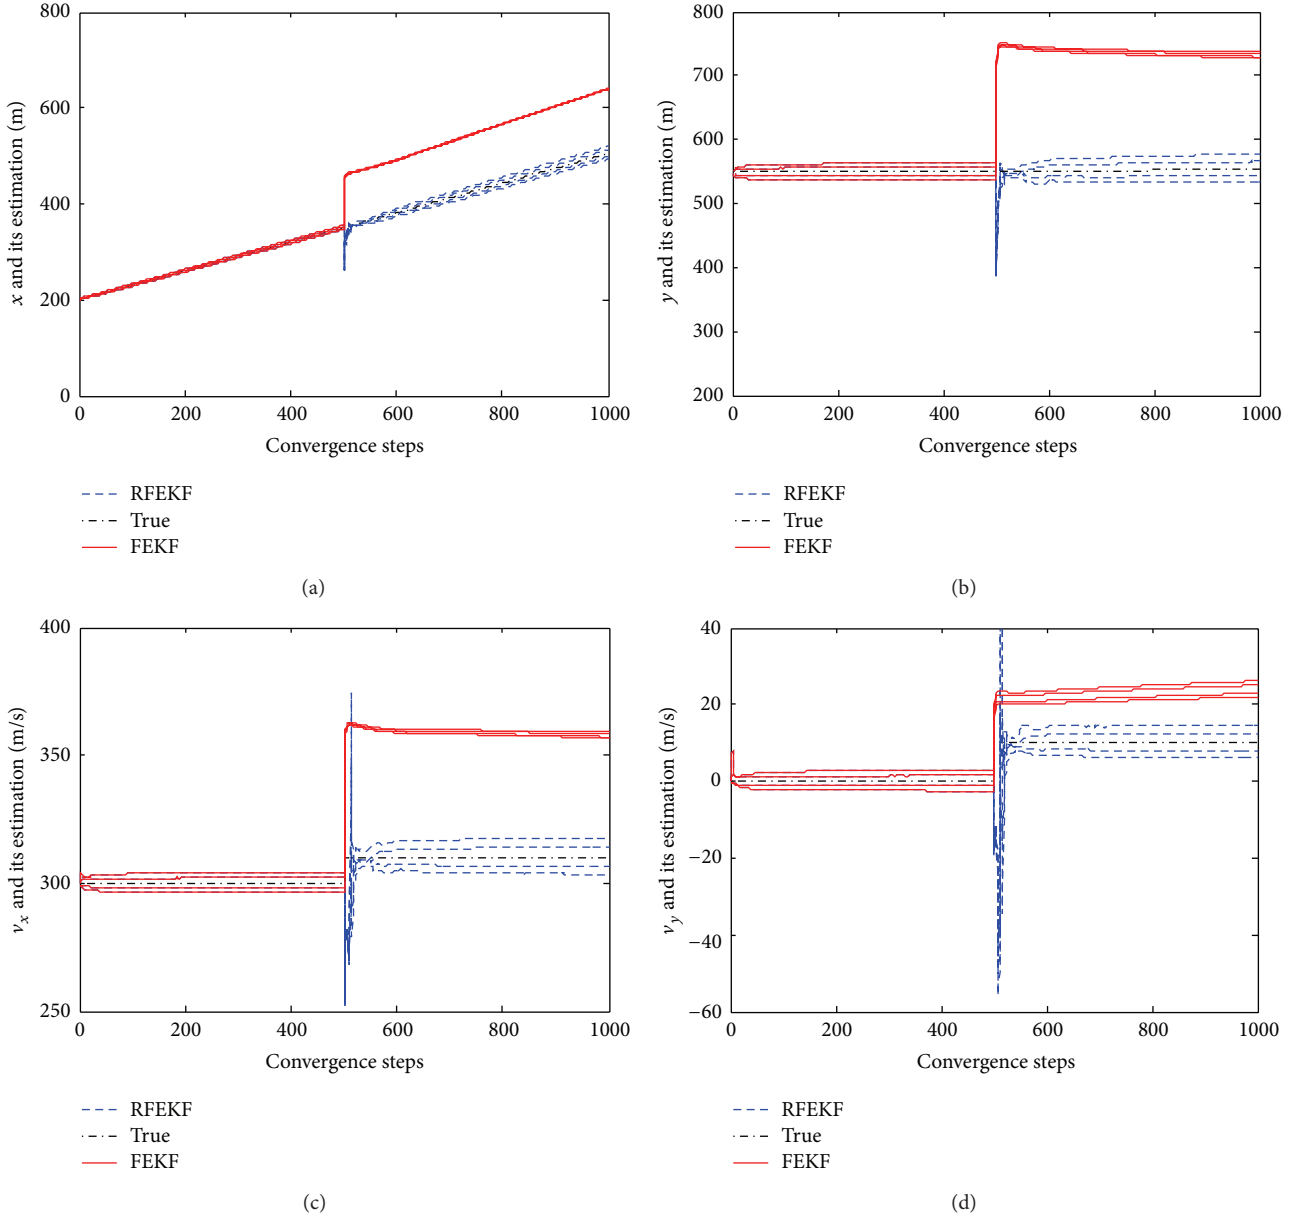 x and its estimation (m)
800
600
400
200
0
0 200 400 600 800 1000
Convergence steps
RFEKF
True
FEKF
(a)
y and its estimation (m)
800
700
600
500
400
300
200
0 200 400 600 800 1000
Convergence steps
RFEKF
True
FEKF
(b)
vx and its estimation (m/s)
400
350
300
250
0 200 400 600 800 1000
Convergence steps
RFEKF
True
FEKF
(c)
vy and its estimation (m/s)
40
20
0
−20
−40
−60
0 200 400 600 800 1000
Convergence steps
RFEKF
True
FEKF
(d)